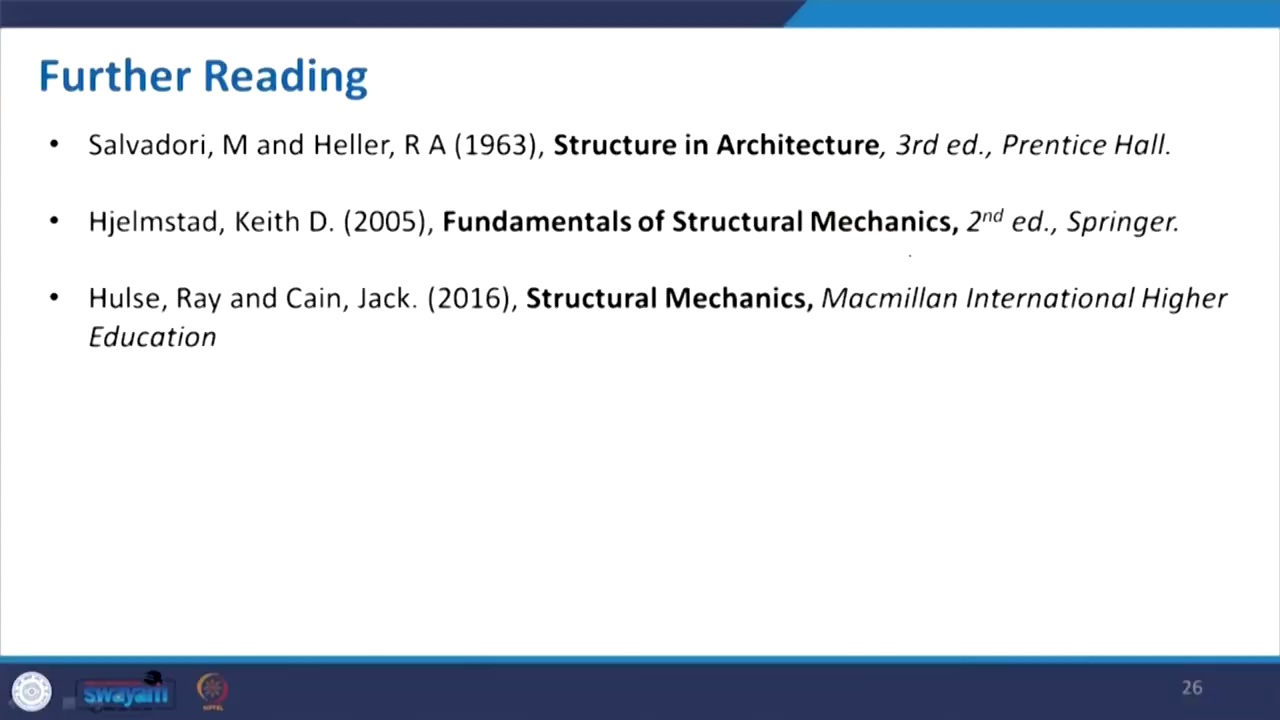 Further Reading
• Salvadori, M and Heller, R A (1963), Structure in Architecture, 3rd ed., Prentice Hall.
• Hjelmstad, Keith D. (2005), Fundamentals of Structural Mechanics, 2nd ed., Springer.
• Hulse, Ray and Cain, Jack. (2016), Structural Mechanics, Macmillan International Higher
Education
swayam
NPTEL
26